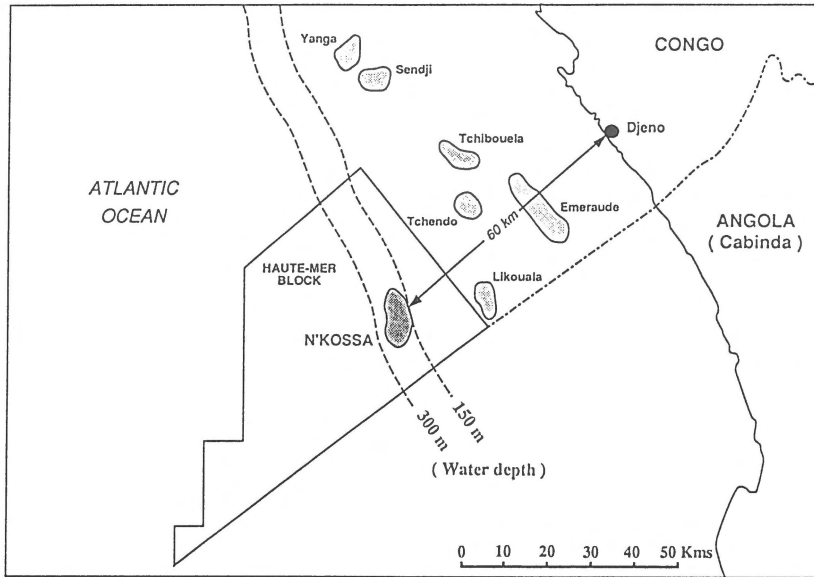 Yanga
Sendji
CONGO
Tchibouela
Djeno
ATLANTIC
OCEAN
Tchendo
60 km
Emeraude
ANGOLA
( Cabinda )
HAUTE-MER
BLOCK
Likouala
N'KOSSA
300 m
150 m
( Water depth )
0 10 20 30 40 50 Kms